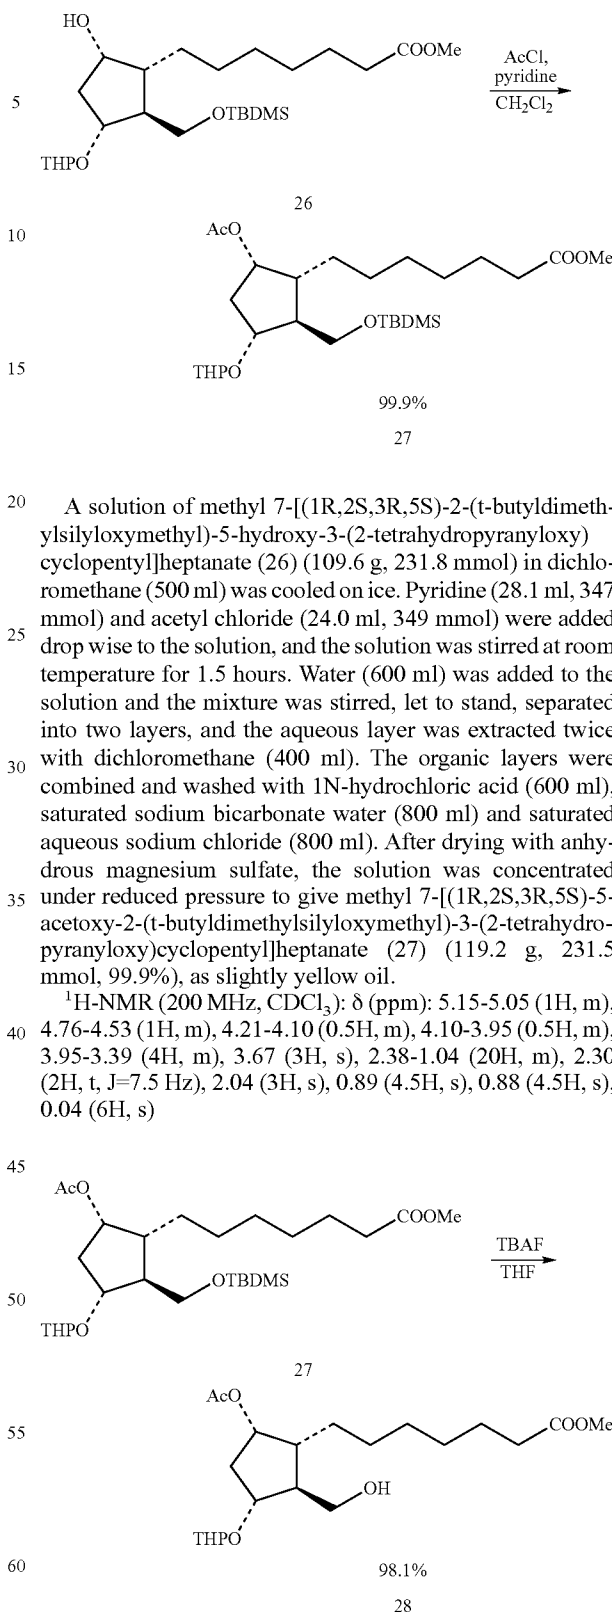 HO
COOMe
AcCl,
pyridine
CH2Cl2
5
OTBDMS
THPO
26
10
AcO
COOMe
OTBDMS
15
THPO
99.9%
27
20
A solution of methyl 7-[(1R,2S,3R,5S)-2-(t-butyldimeth-
ylsilyloxymethyl)-5-hydroxy-3-(2-tetrahydropyranyloxy)
cyclopentyl]heptanate (26) (109.6 g, 231.8 mmol) in dichlo-
romethane (500 ml) was cooled on ice. Pyridine (28.1 ml, 347
25
mmol) and acetyl chloride (24.0 ml, 349 mmol) were added
drop wise to the solution, and the solution was stirred at room
temperature for 1.5 hours. Water (600 ml) was added to the
solution and the mixture was stirred, let to stand, separated
into two layers, and the aqueous layer was extracted twice
30
with dichloromethane (400 ml). The organic layers were
combined and washed with 1N-hydrochloric acid (600 ml),
saturated sodium bicarbonate water (800 ml) and saturated
aqueous sodium chloride (800 ml). After drying with anhy-
drous magnesium sulfate, the solution was concentrated
35
under reduced pressure to give methyl 7-[(1R,2S,3R,5S)-5-
acetoxy-2-(t-butyldimethylsilyloxymethyl)-3-(2-tetrahydro-
pyranyloxy)cyclopentyl]heptanate (27) (119.2 g, 231.5
mmol, 99.9%), as slightly yellow oil.
1H-NMR (200 MHz, CDCl3): δ (ppm): 5.15-5.05 (1H, m),
40
4.76-4.53 (1H, m), 4.21-4.10 (0.5H, m), 4.10-3.95 (0.5H, m),
3.95-3.39 (4H, m), 3.67 (3H, s), 2.38-1.04 (20H, m), 2.30
(2H, t, J=7.5 Hz), 2.04 (3H, s), 0.89 (4.5H, s), 0.88 (4.5H, s),
0.04 (6H, s)
45
AcO
COOMe
TBAF
THF
OTBDMS
50
THPO
27
AcO
COOMe
55
OH
THPO
60
98.1%
28